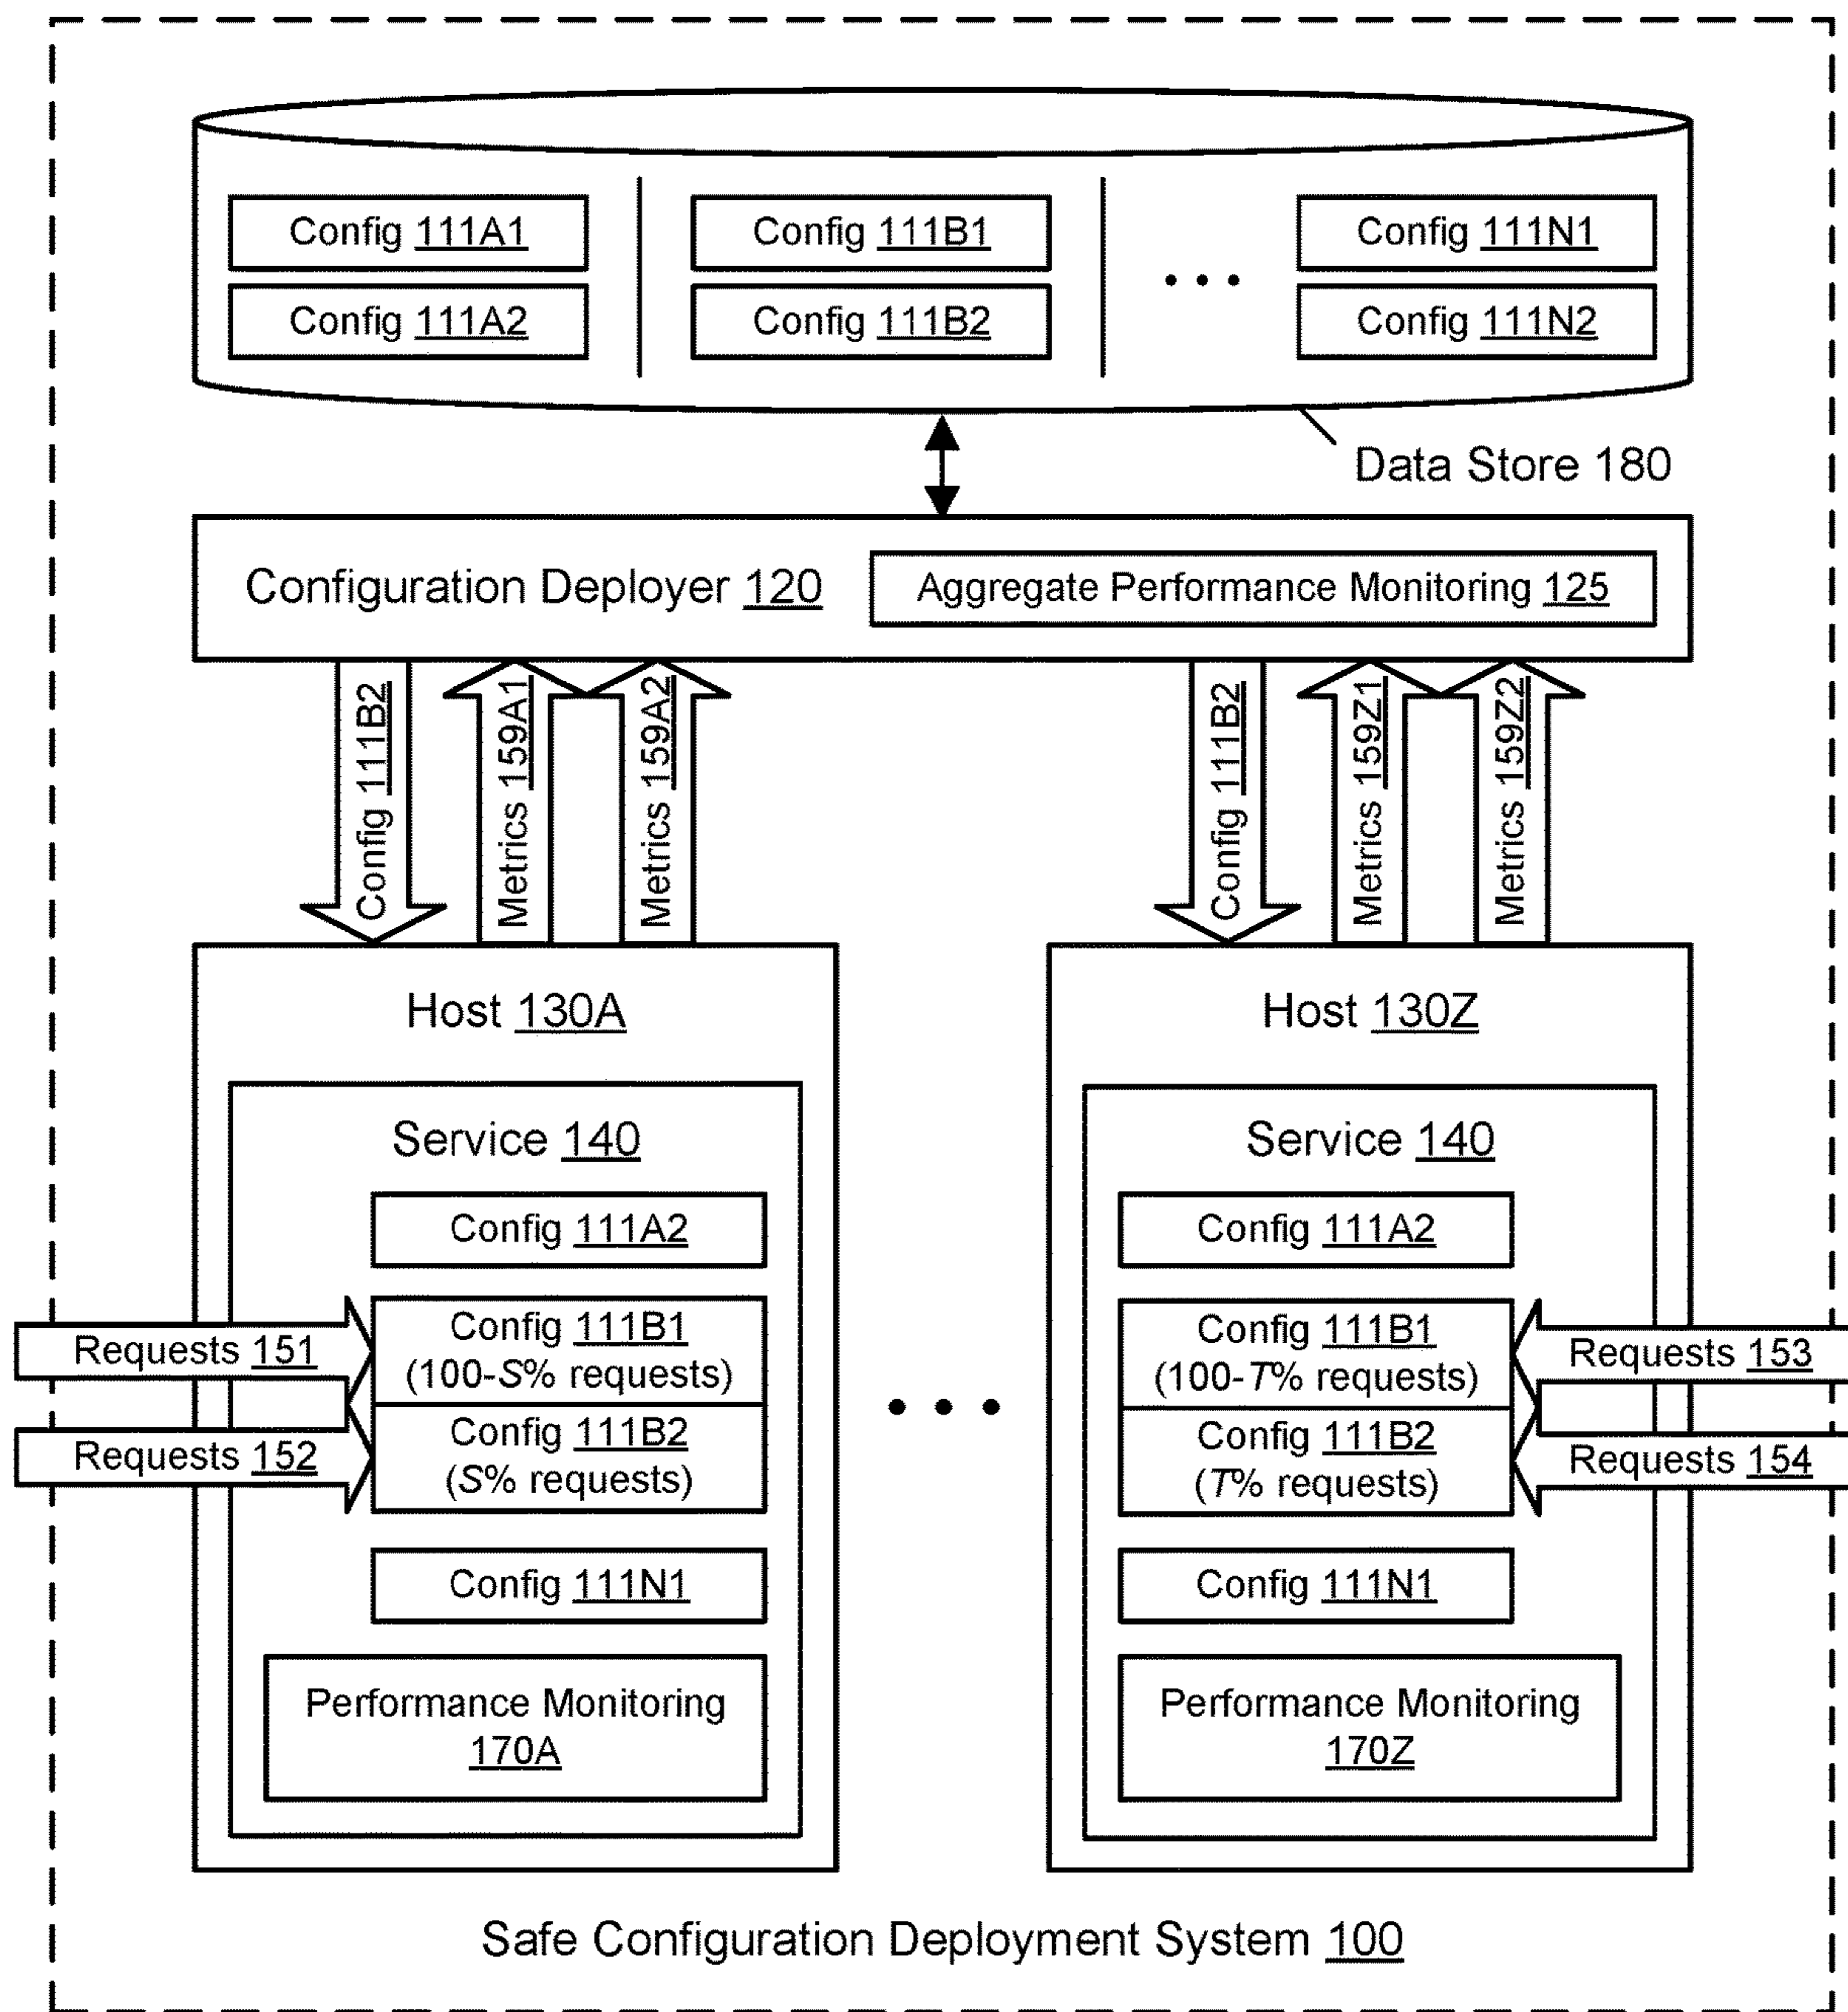 Config 111A1
Config 111B1
Config 111N1
Config 111A2
Config 111B2
. . .
Config 111N2
Data Store 180
Configuration Deployer 120
Aggregate Performance Monitoring 125
Config 111B2
Metrics 159A1
Metrics 159A2
Config 111B2
Metrics 159Z1
Metrics 159Z2
Host 130A
Service 140
Config 111A2
Requests 151
Config 111B1
(100-S% requests)
Requests 152
Config 111B2
(S% requests)
Config 111N1
Performance Monitoring
170A
. . .
Host 130Z
Service 140
Config 111A2
Config 111B1
(100-T% requests)
Requests 153
Config 111B2
(T% requests)
Requests 154
Config 111N1
Performance Monitoring
170Z
Safe Configuration Deployment System 100